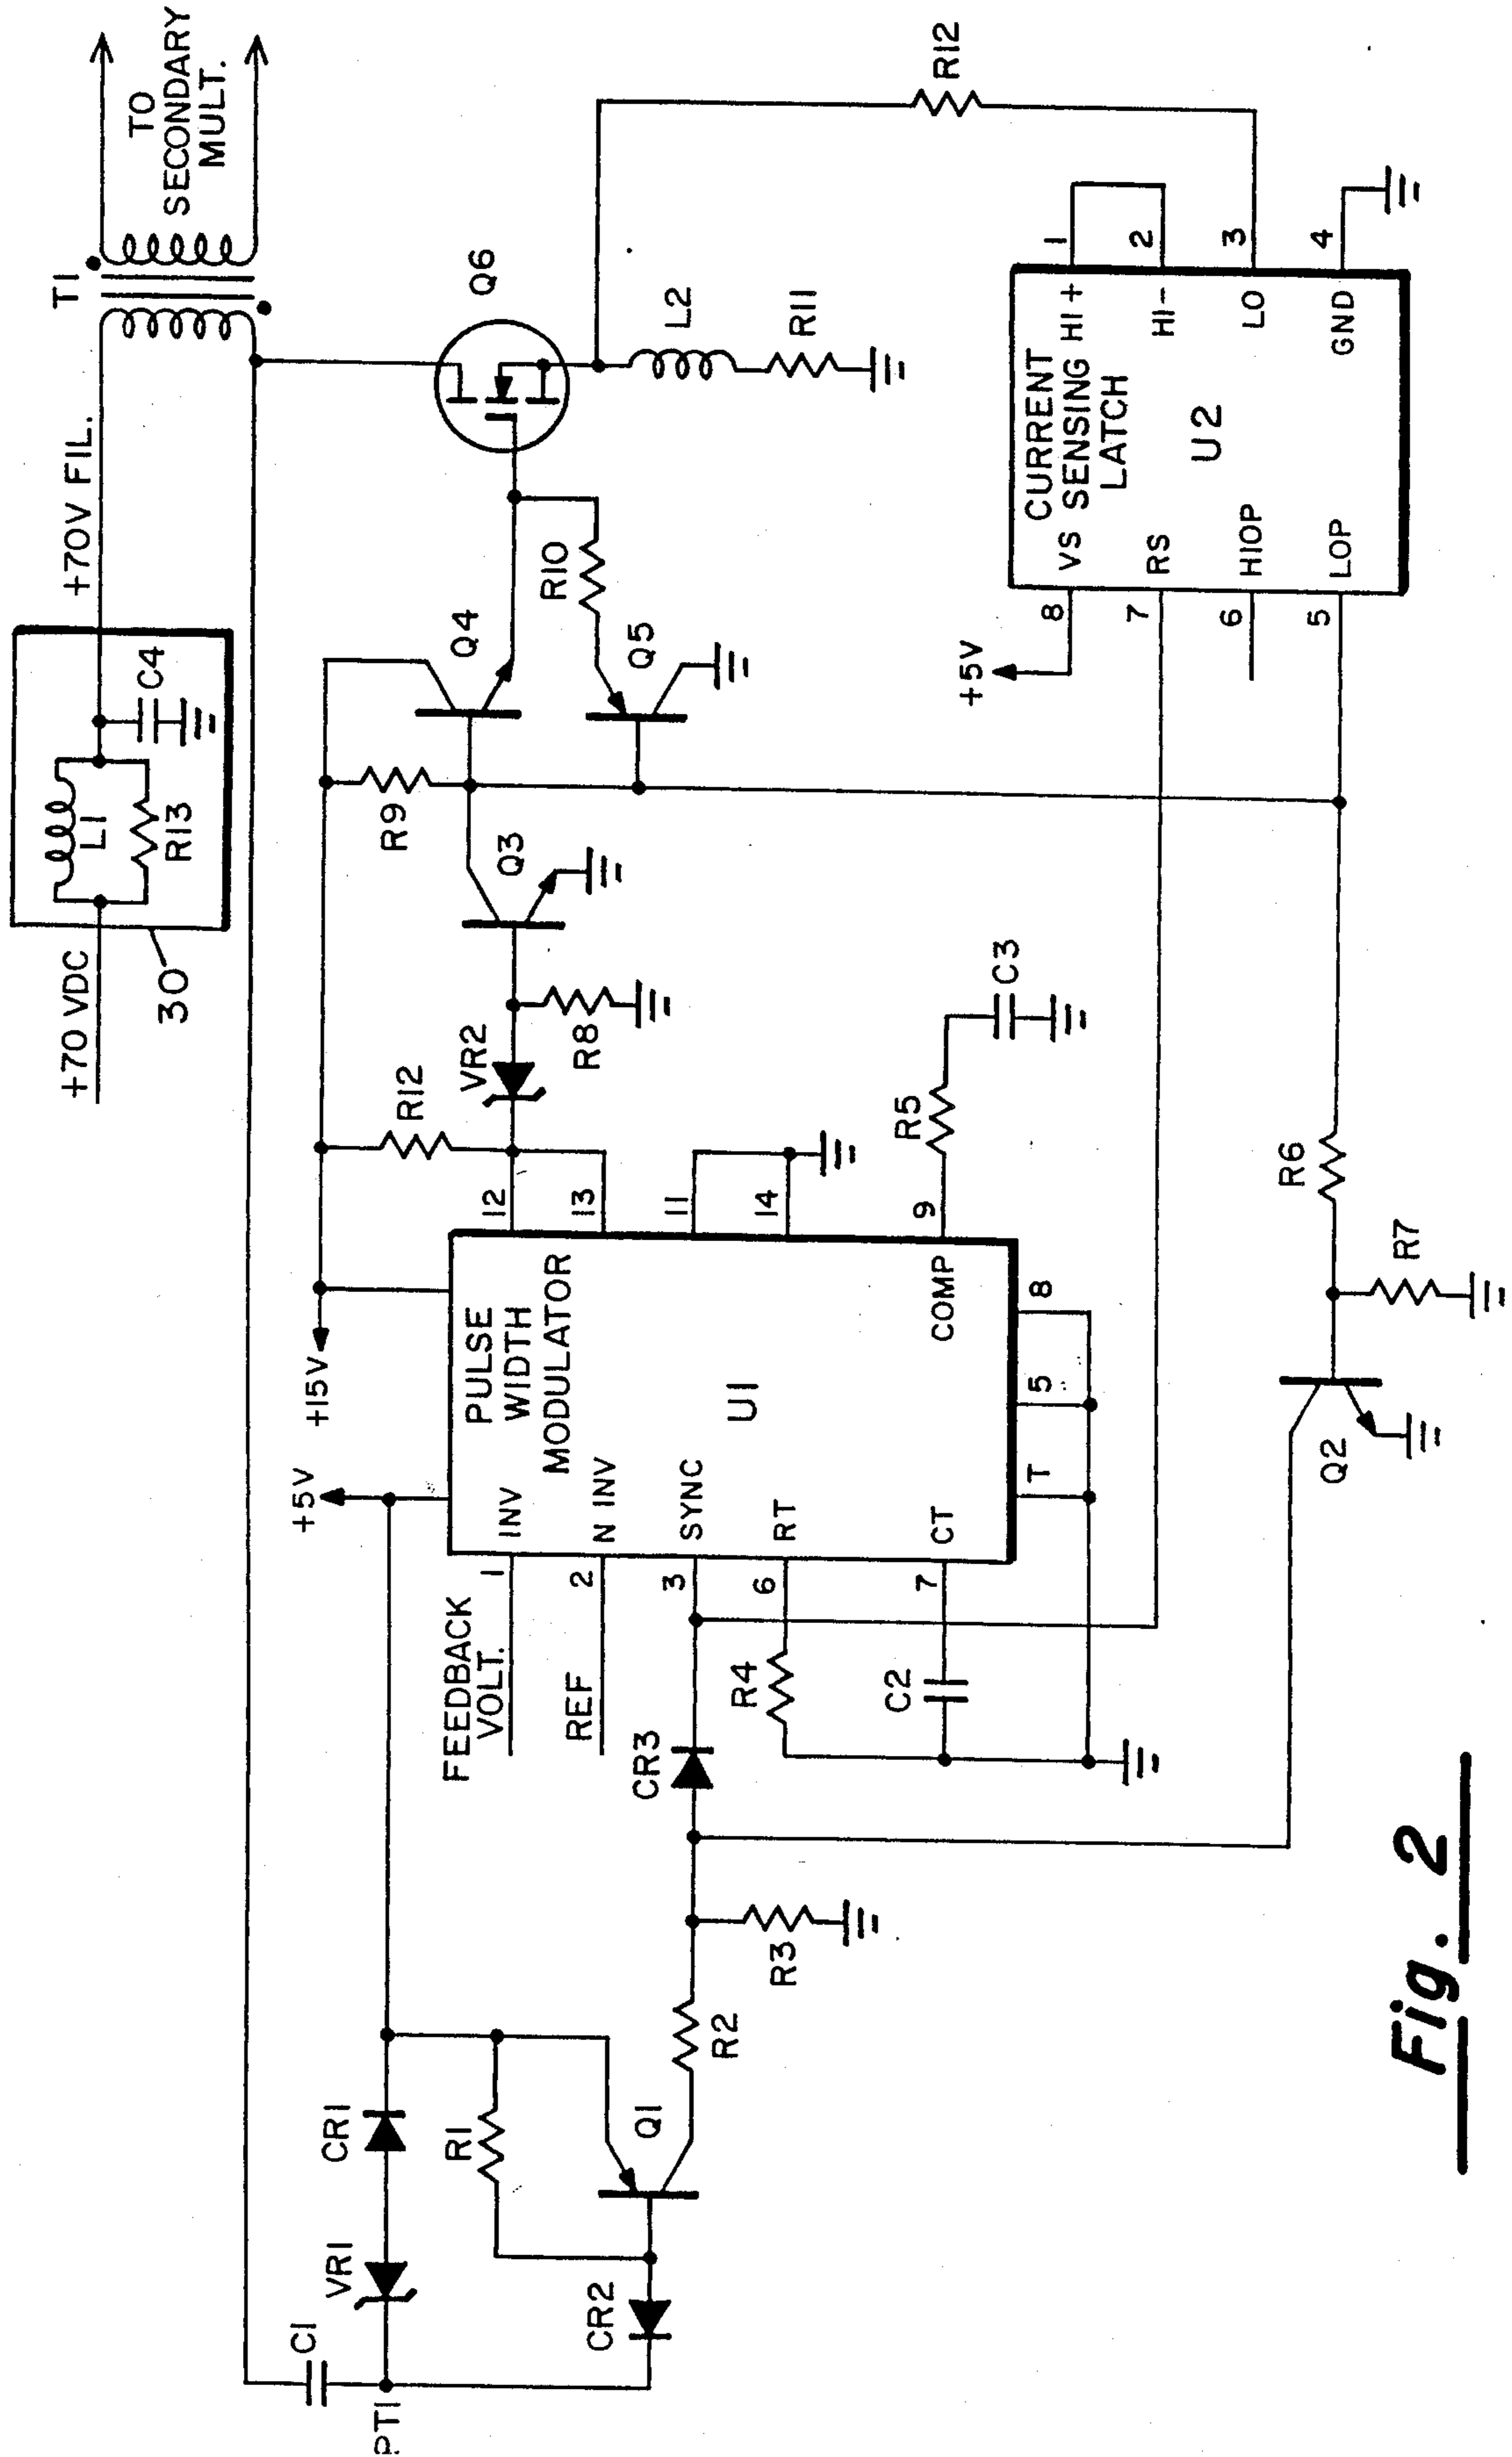 +70 VDC
30
L1
R13
C4
+70V FIL.
T1
TO
SECONDARY
MULT.
+5V
+15V
R12
R9
Q4
Q6
VR2
Q3
R8
R10
Q5
L2
R11
R12
C1
PT1
VR1
CR1
R1
CR2
Q1
R2
R3
CR3
FEEDBACK
VOLT.
REF
R4
C2
1
2
3
6
7
INV
N INV
SYNC
RT
CT
PULSE
WIDTH
MODULATOR
U1
COMP
12
13
11
14
9
T
5
8
R5
C3
+5V
8
7
6
5
VS
RS
HIOP
LOP
CURRENT
SENSING
LATCH
U2
HI+
HI-
LO
GND
1
2
3
4
Q2
R6
R7
Fig. 2